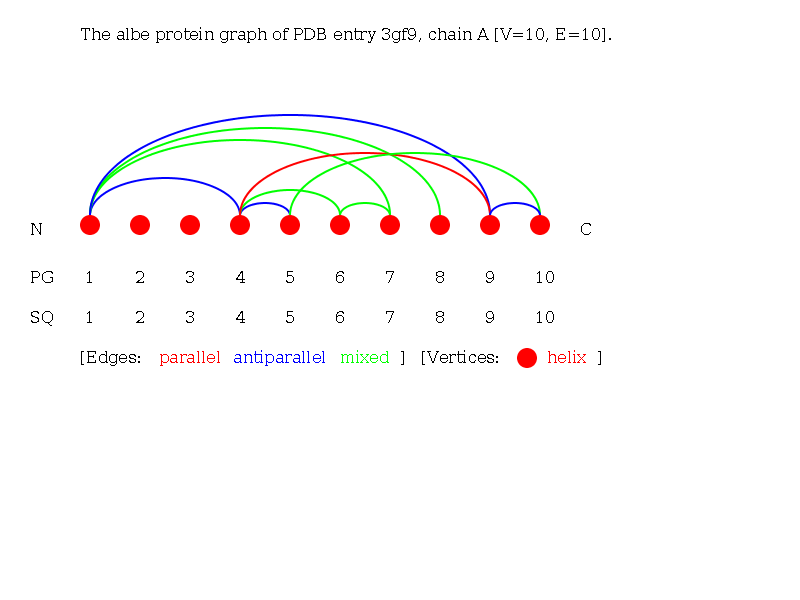 The albe protein graph of PDB entry 3gf9, chain A [V=10, E=10].
N C
PG 1 2 3 4 5 6 7 8 9 10
SQ 1 2 3 4 5 6 7 8 9 10
[Edges: parallel antiparallel mixed ] [Vertices: helix ]